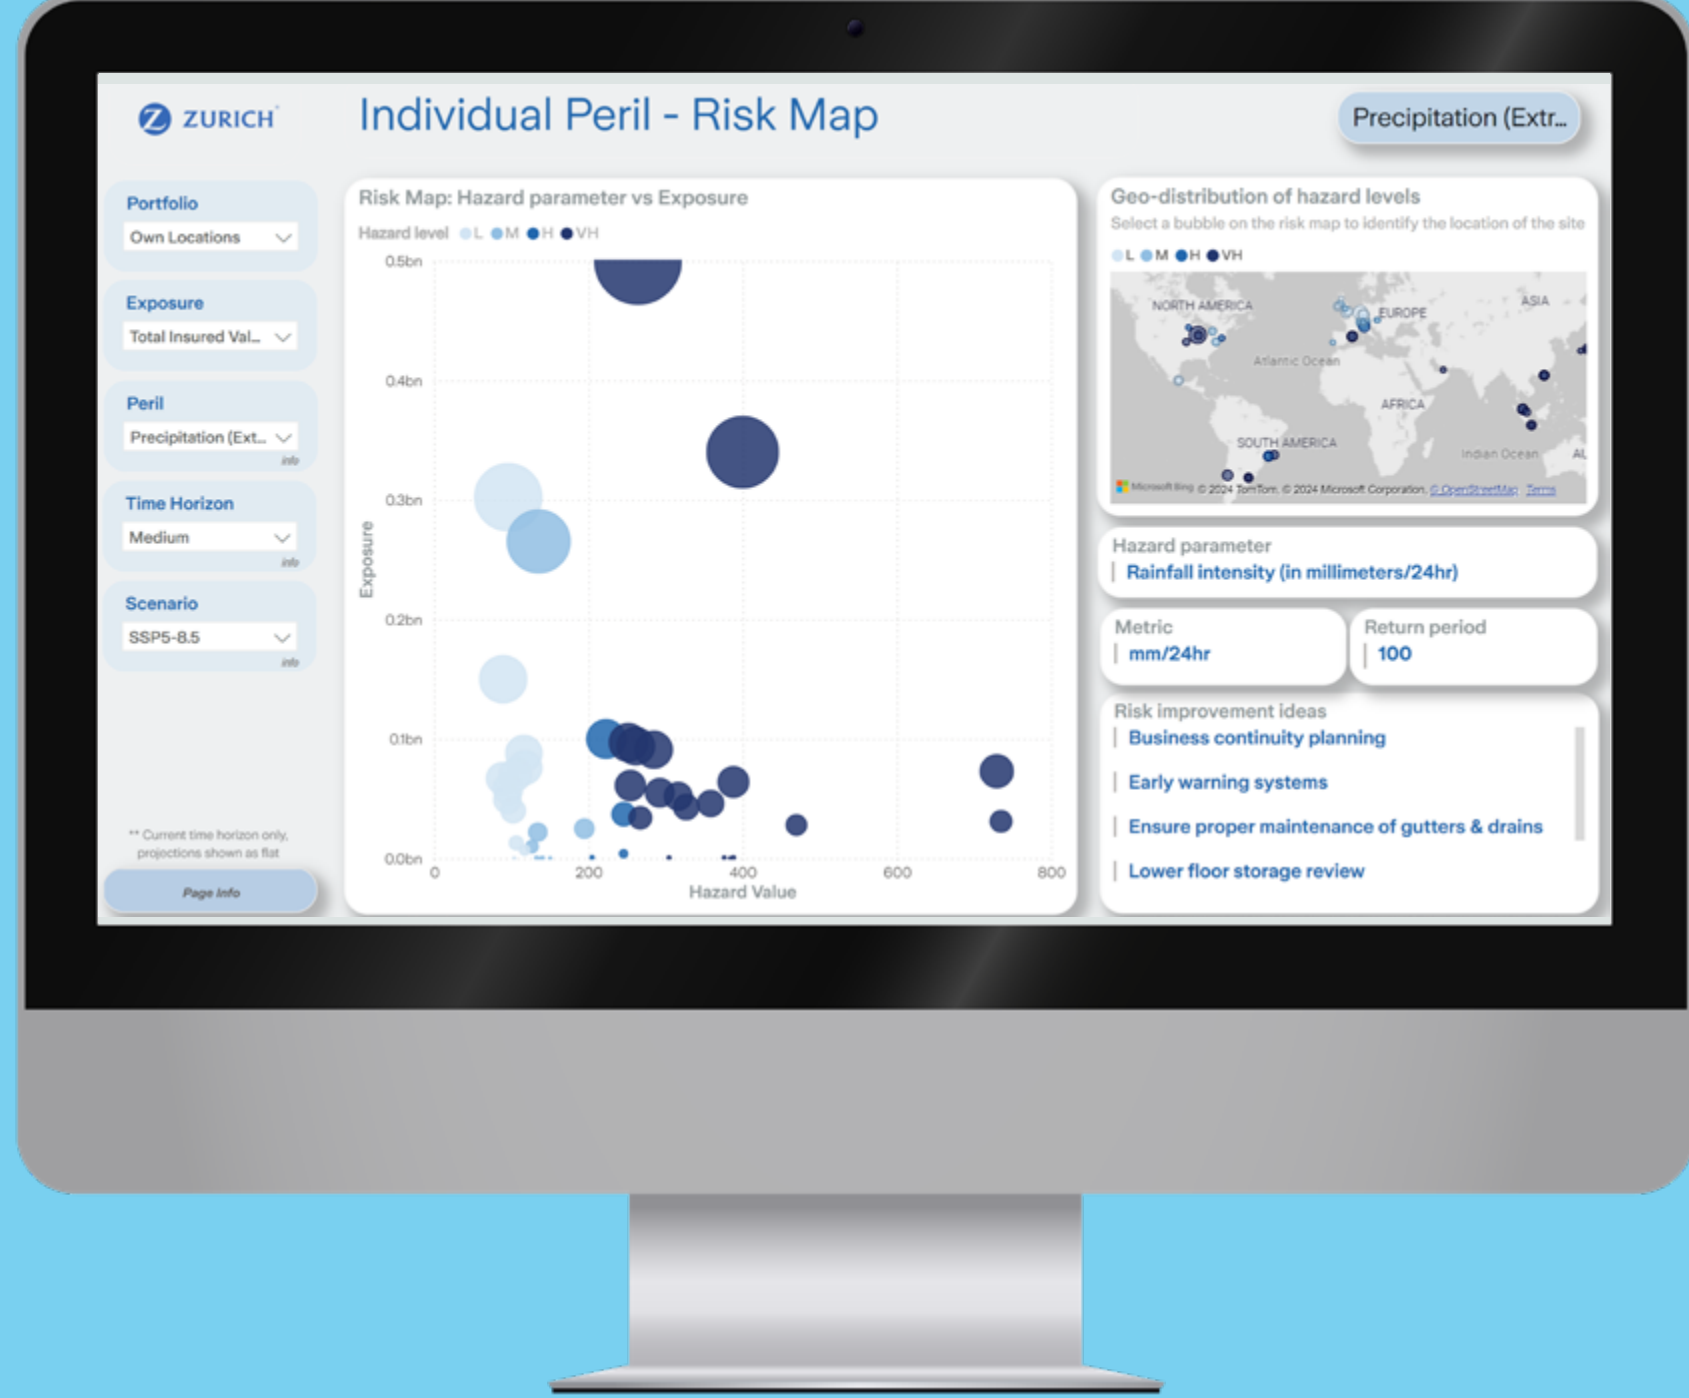 ZURICH
Individual Peril - Risk Map
Precipitation (Extr...
Portfolio
Own Locations
Exposure
Total Insured Val...
Peril
Precipitation (Ext...
info
Time Horizon
Medium
info
Scenario
SSP5-8.5
info
** Current time horizon only,
projections shown as flat
Page Info
Risk Map: Hazard parameter vs Exposure
Hazard level L M H VH
0.5bn
0.4bn
0.3bn
0.2bn
0.1bn
0.0bn
Exposure
0 200 400 600 800
Hazard Value
Geo-distribution of hazard levels
Select a bubble on the risk map to identify the location of the site
L M H VH
NORTH AMERICA
EUROPE
ASIA
Atlantic Ocean
AFRICA
SOUTH AMERICA
Indian Ocean
AU
Microsoft Bing © 2024 TomTom, © 2024 Microsoft Corporation, © OpenStreetMap Terms
Hazard parameter
Rainfall intensity (in millimeters/24hr)
Metric
mm/24hr
Return period
100
Risk improvement ideas
Business continuity planning
Early warning systems
Ensure proper maintenance of gutters & drains
Lower floor storage review